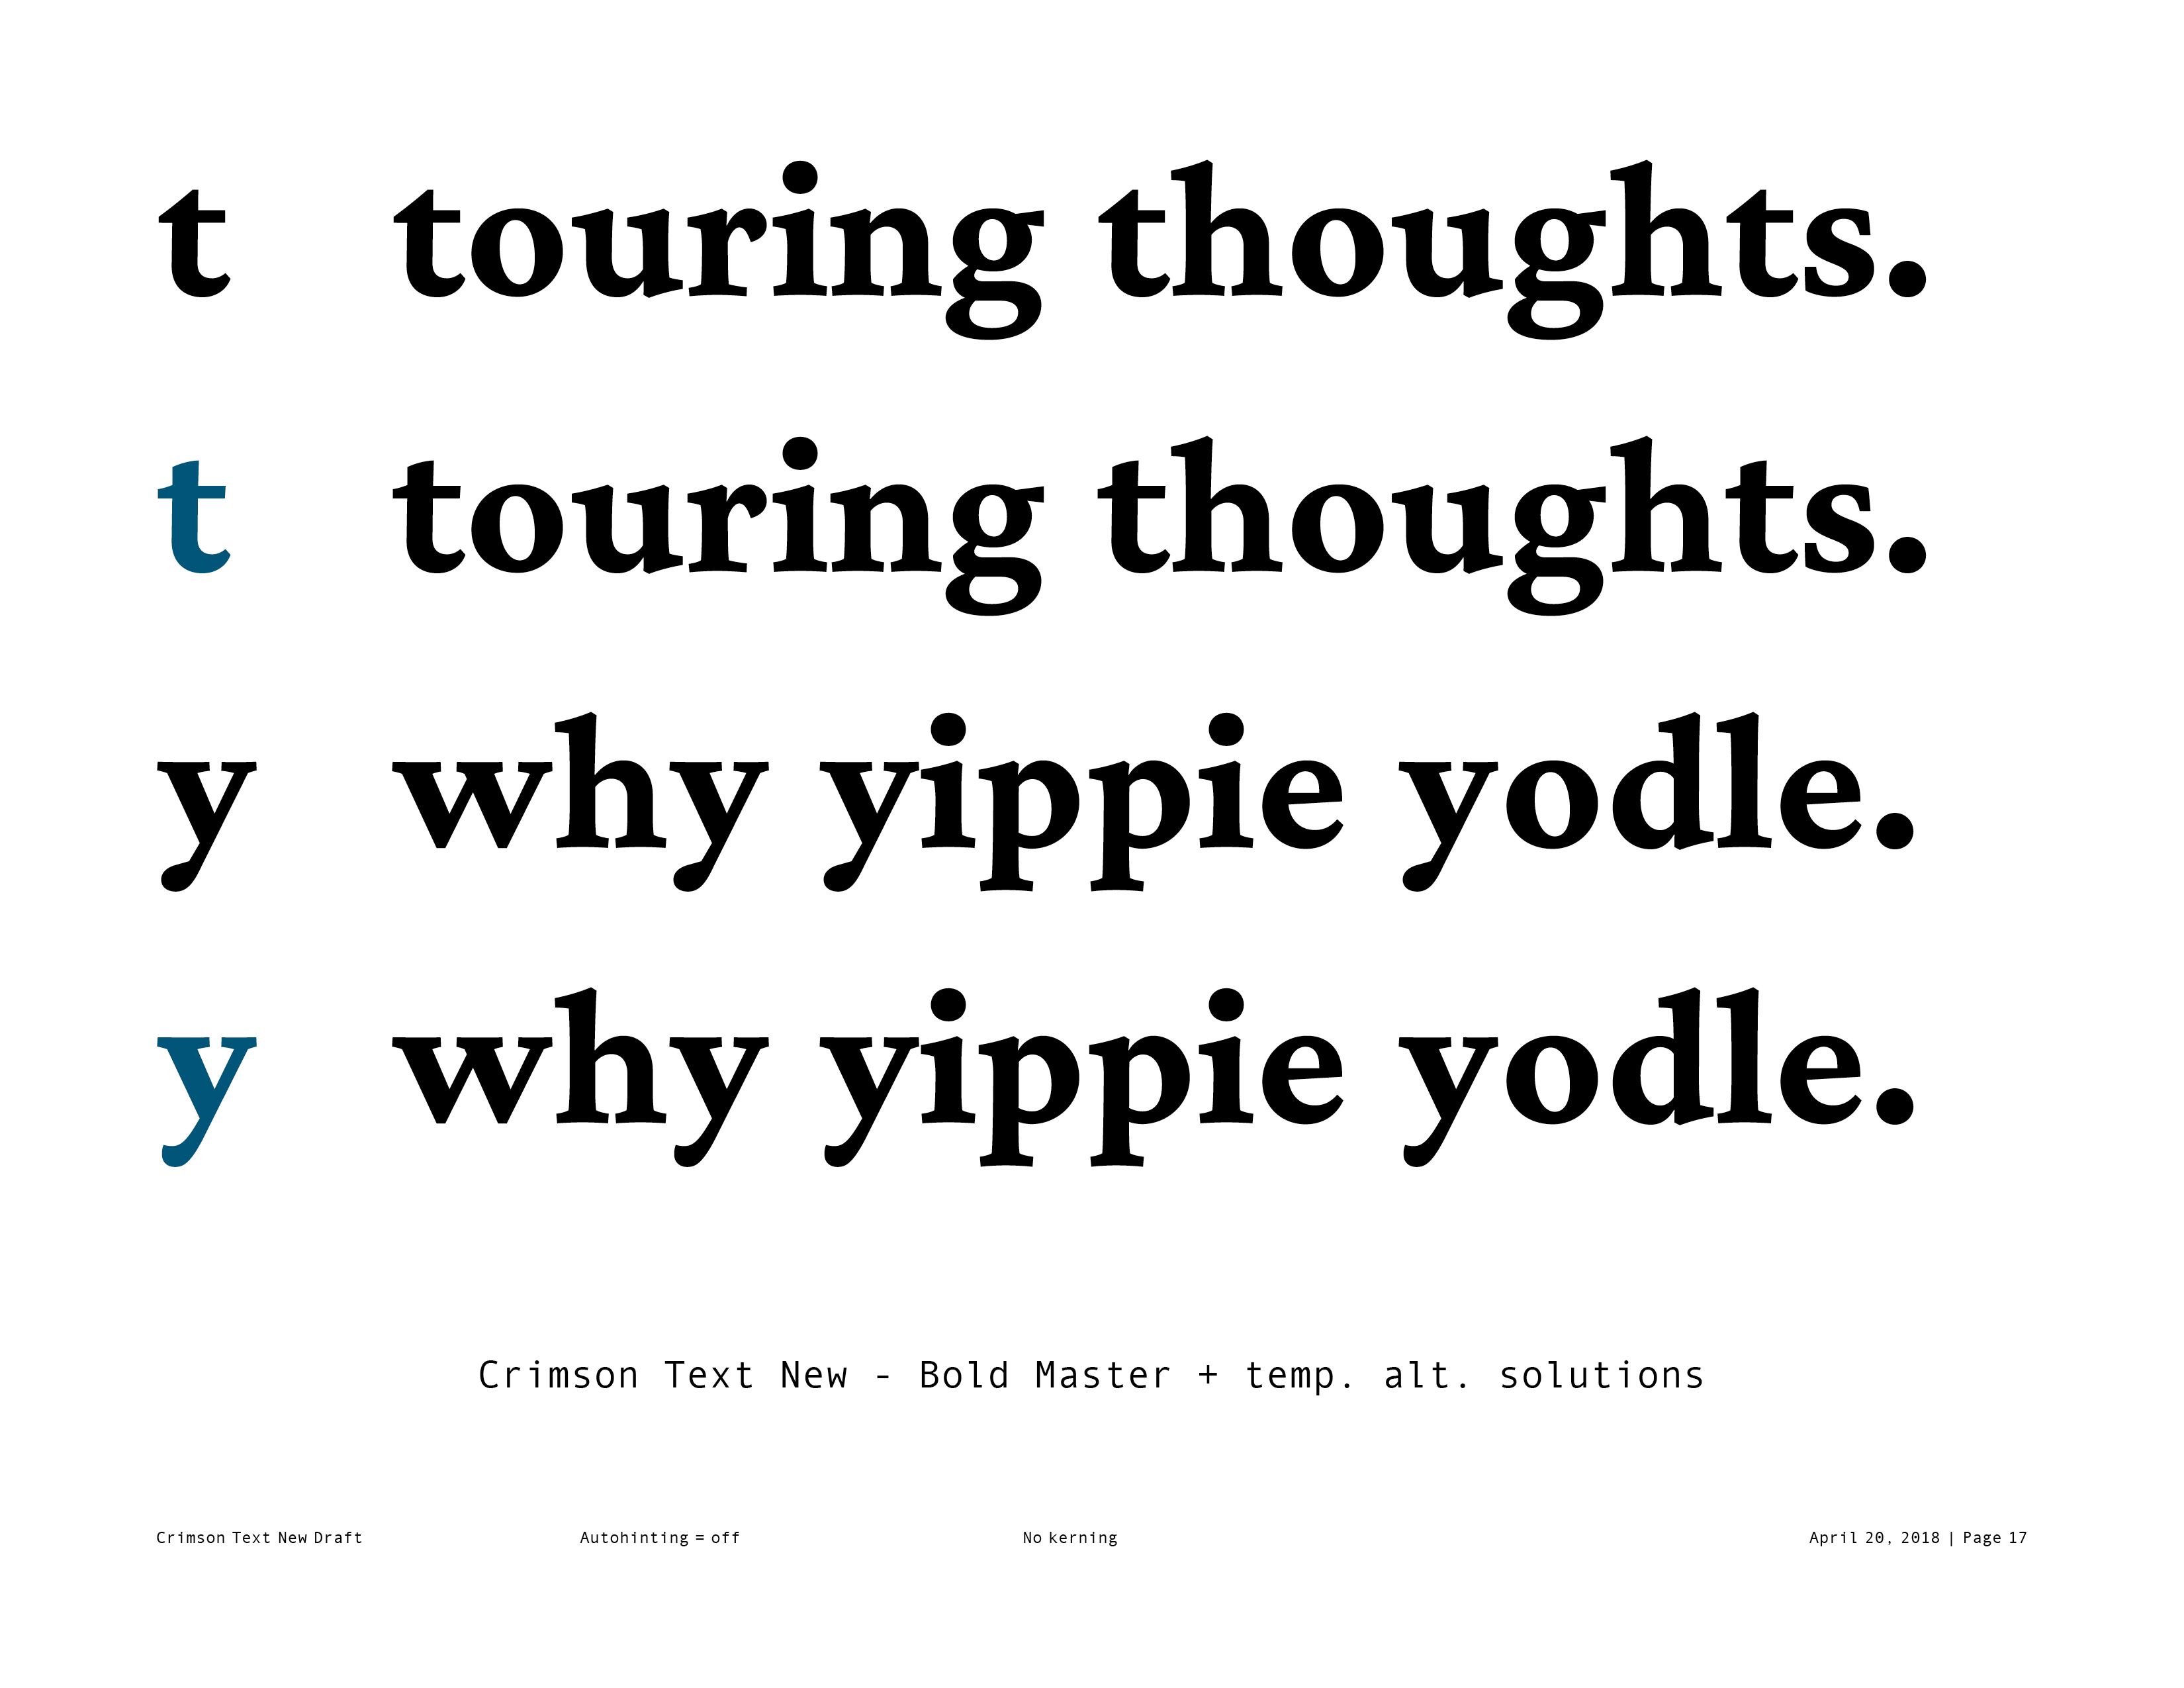 t touring thoughts.
t touring thoughts.
y why yippie yodle.
y why yippie yodle.
Crimson Text New - Bold Master + temp. alt. solutions
Crimson Text New Draft Autohinting = off No kerning April 20, 2018 | Page 17